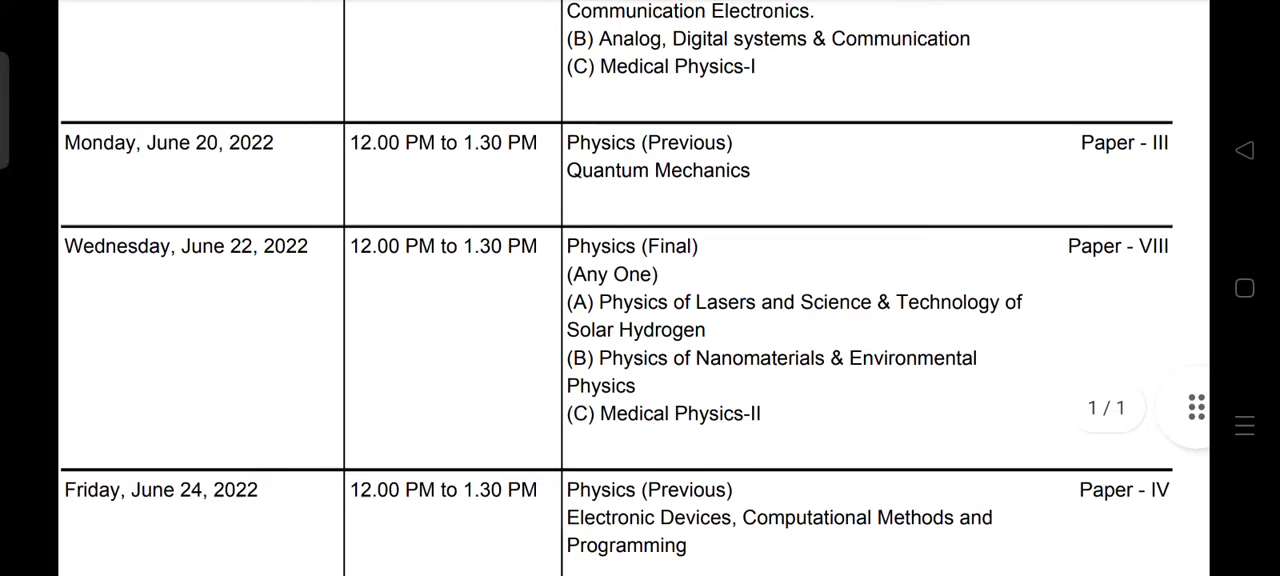 Communication Electronics.
(B) Analog, Digital systems & Communication
(C) Medical Physics-I
Monday, June 20, 2022 12.00 PM to 1.30 PM Physics (Previous) Paper - III
Quantum Mechanics
Wednesday, June 22, 2022 12.00 PM to 1.30 PM Physics (Final) Paper - VIII
(Any One)
(A) Physics of Lasers and Science & Technology of
Solar Hydrogen
(B) Physics of Nanomaterials & Environmental
Physics
(C) Medical Physics-II
1 / 1
Friday, June 24, 2022 12.00 PM to 1.30 PM Physics (Previous) Paper - IV
Electronic Devices, Computational Methods and
Programming